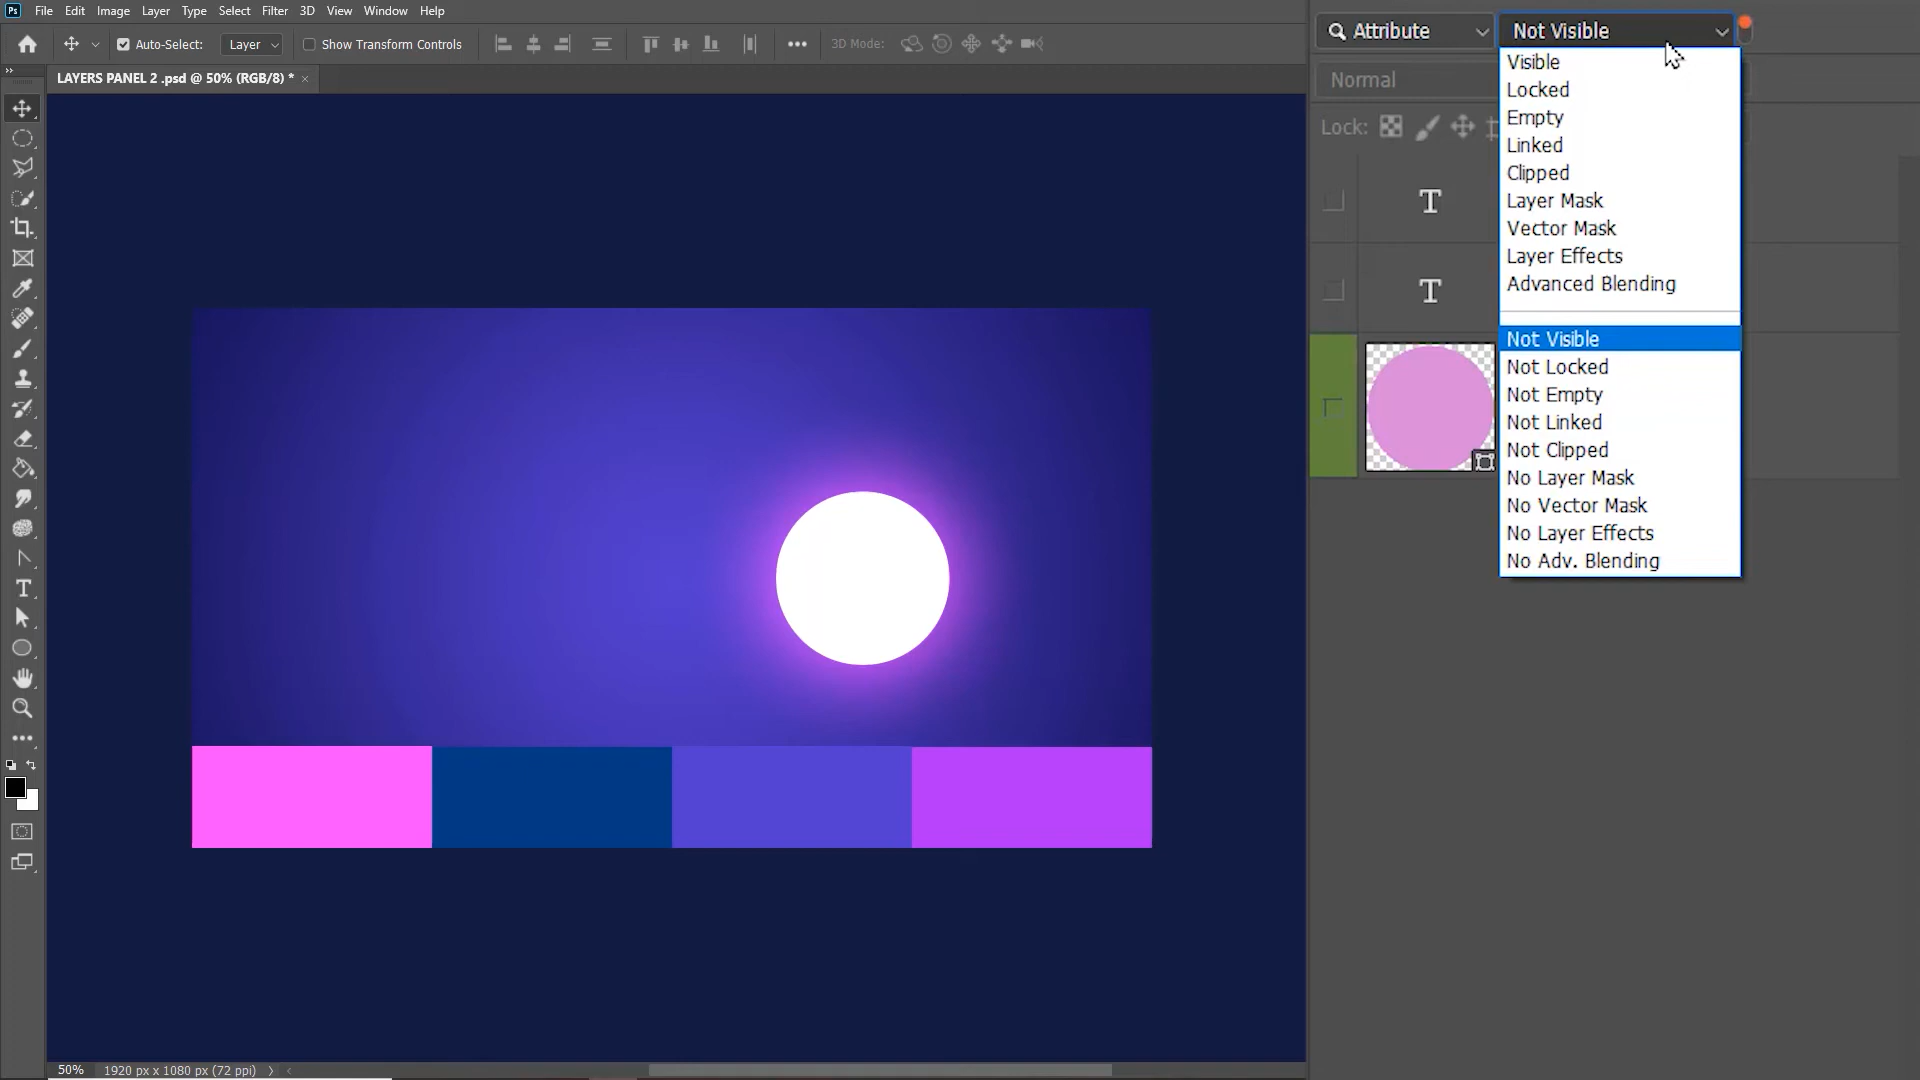 Ps File Edit Image Layer Type Select Filter 3D View Window Help
Auto-Select: Layer Show Transform Controls 3D Mode:
LAYERS PANEL 2 .psd @ 50% (RGB/8) * ×
Attribute Not Visible
Normal
Lock:
Visible
Locked
Empty
Linked
Clipped
Layer Mask
Vector Mask
Layer Effects
Advanced Blending
Not Visible
Not Locked
Not Empty
Not Linked
Not Clipped
No Layer Mask
No Vector Mask
No Layer Effects
No Adv. Blending
T
T
50% 1920 px x 1080 px (72 ppi)